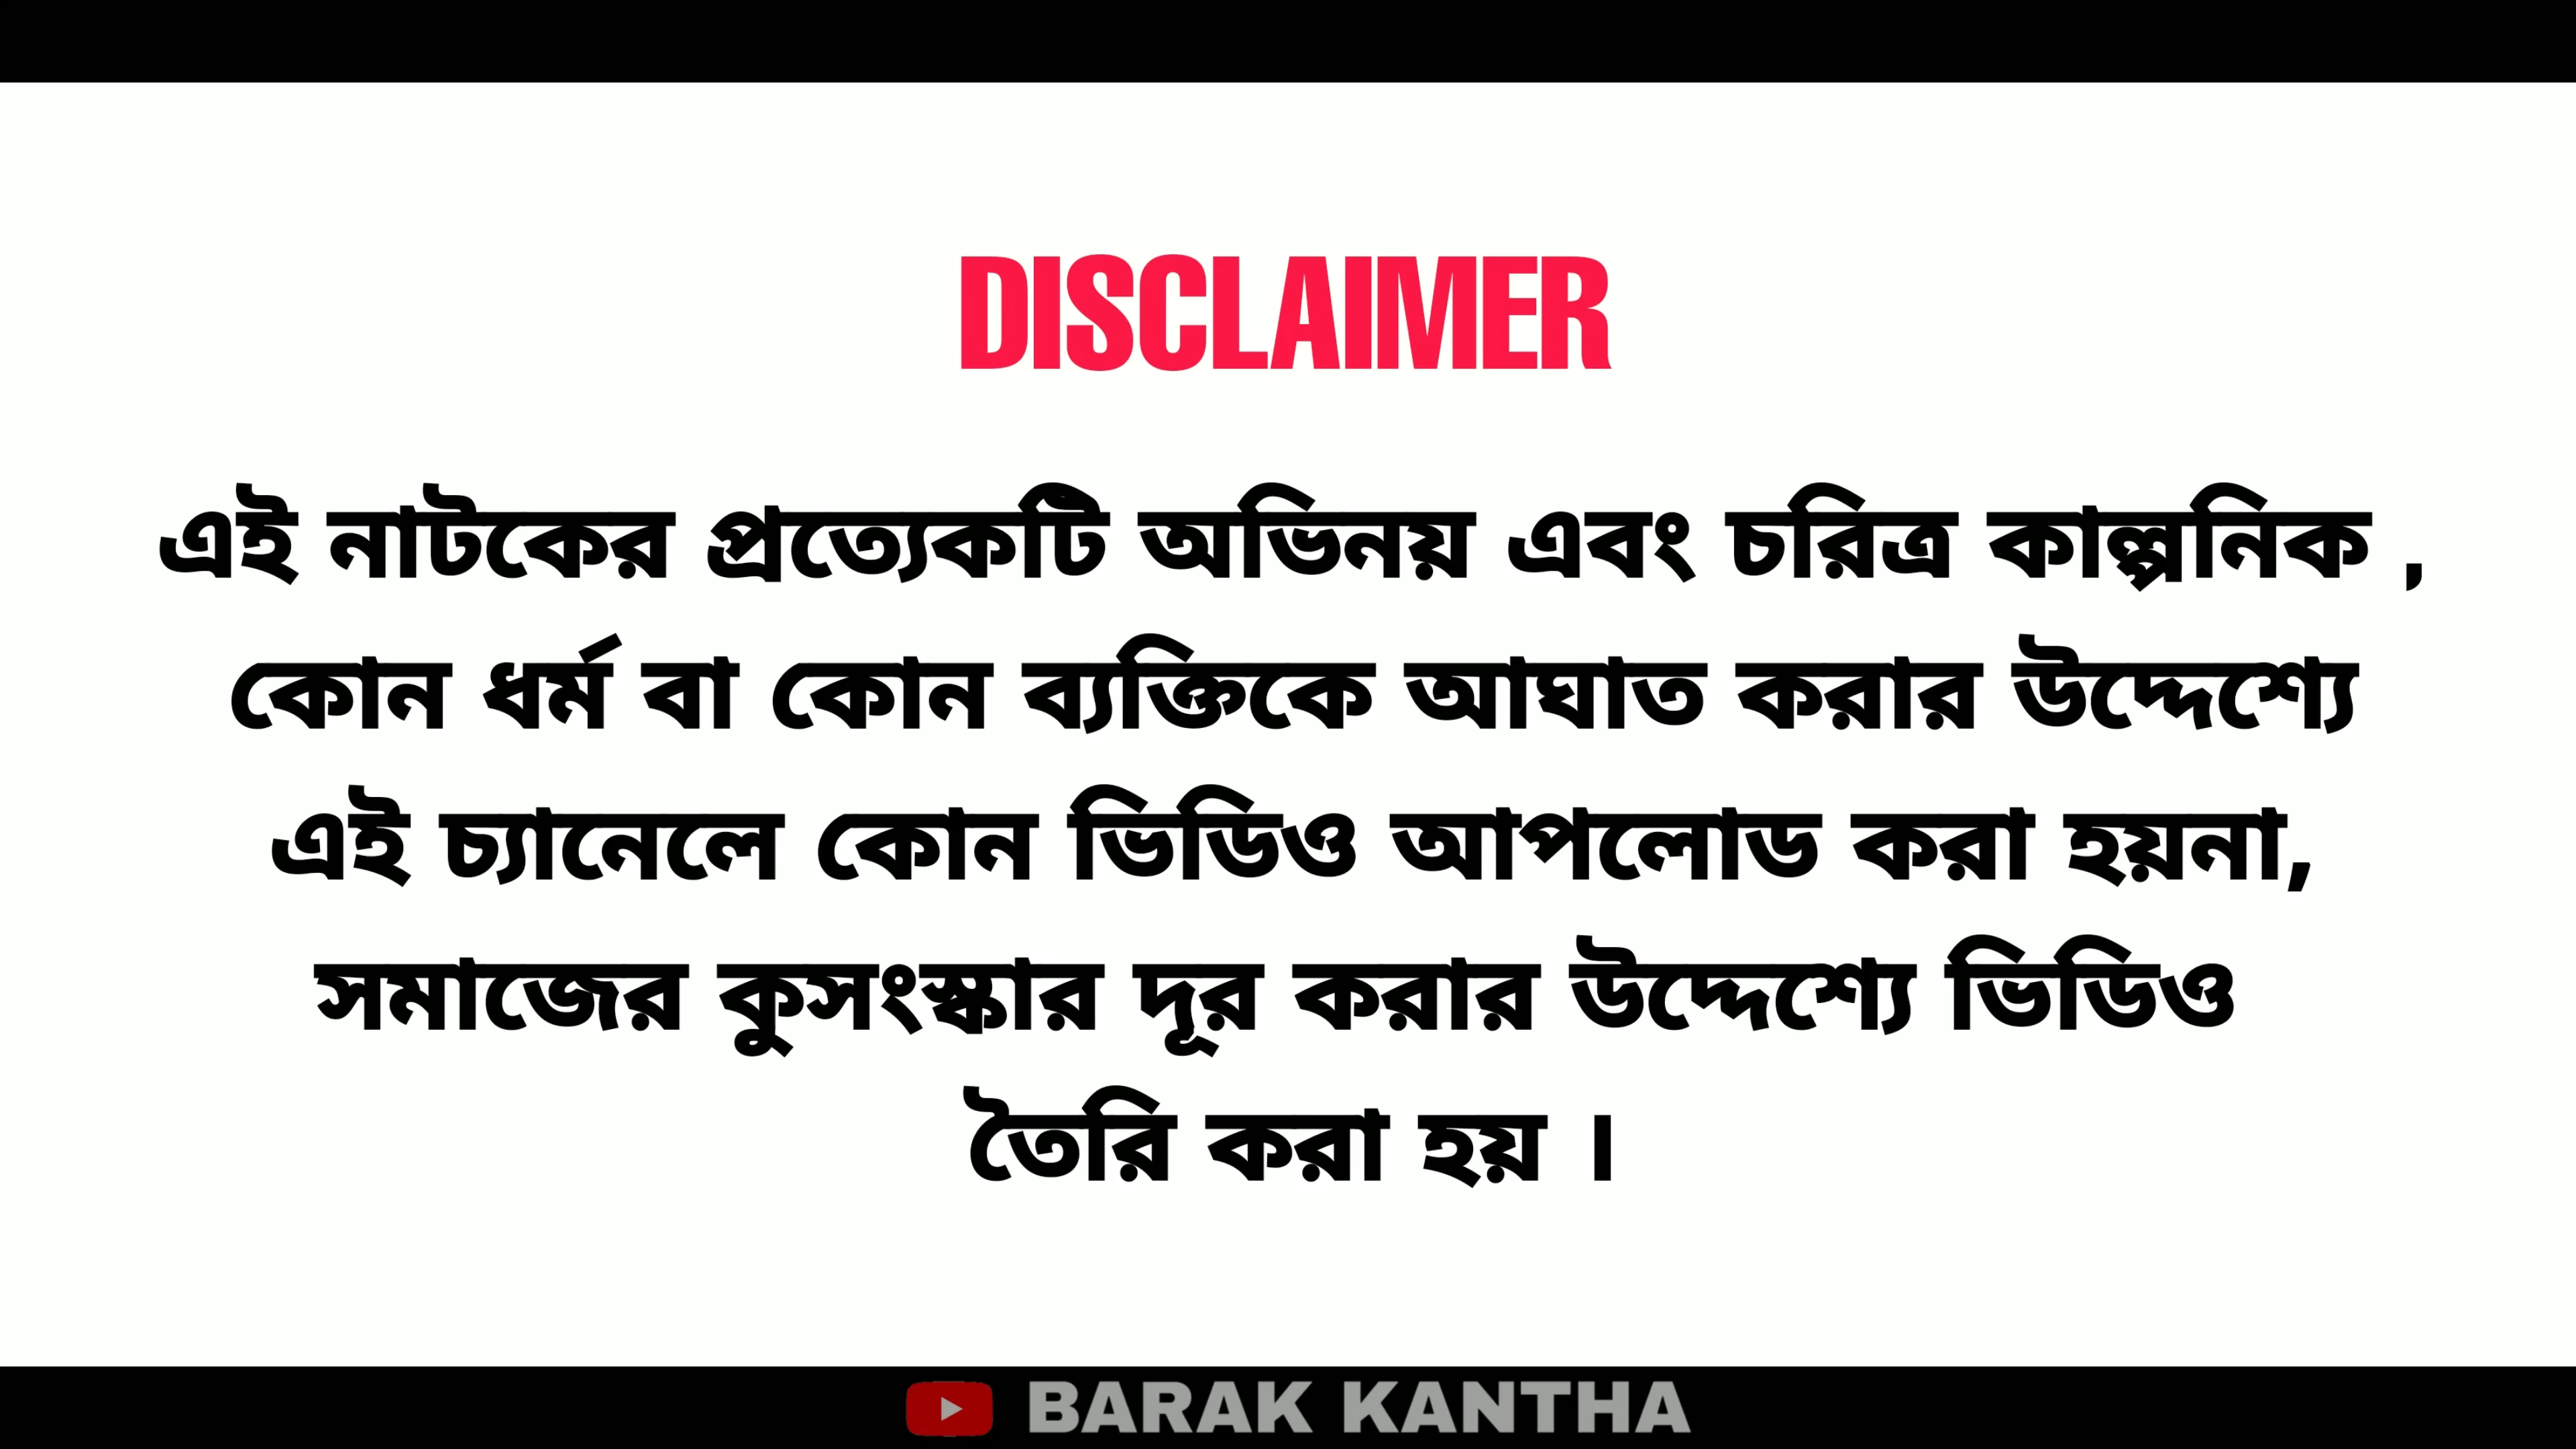 DISCLAIMER
এই নাটকের প্রত্যেকটি অভিনয় এবং চরিত্র কাল্পনিক ,
কোন ধর্ম বা কোন ব্যক্তিকে আঘাত করার উদ্দেশ্যে
এই চ্যানেলে কোন ভিডিও আপলোড করা হয়না,
সমাজের কুসংস্কার দূর করার উদ্দেশ্যে ভিডিও
তৈরি করা হয় ।
BARAK KANTHA